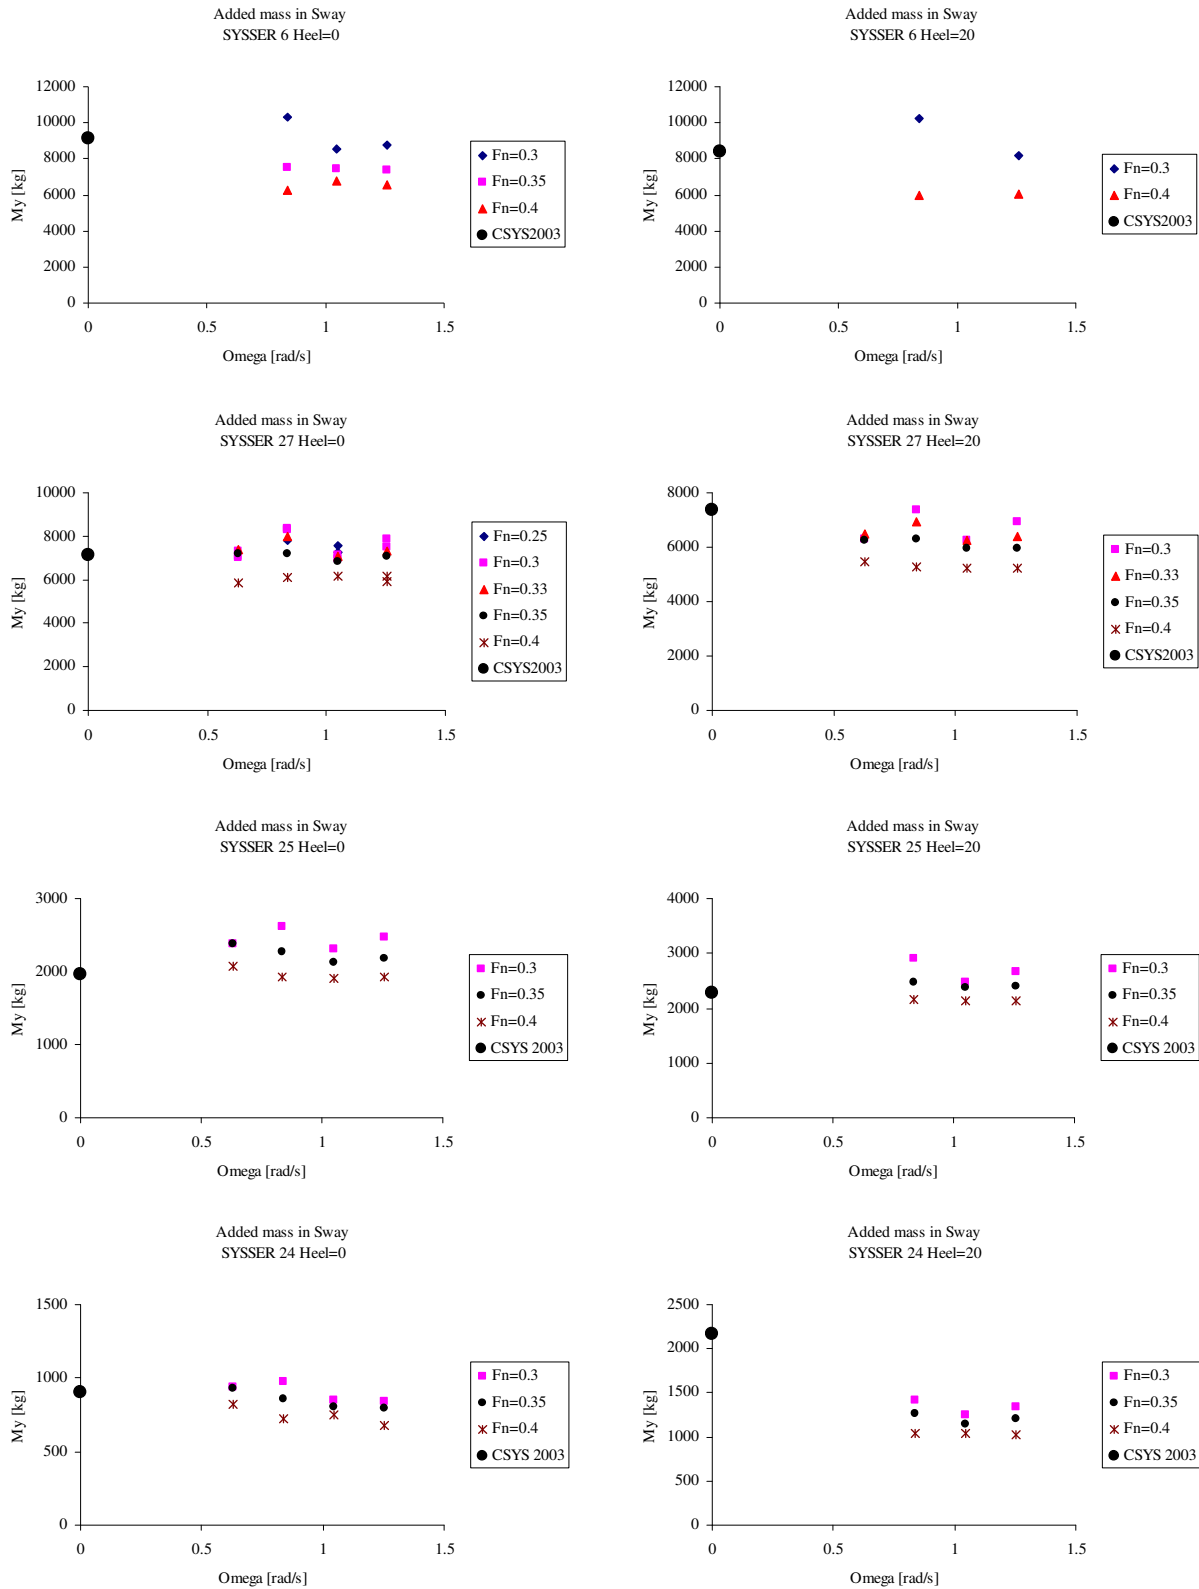 Added mass in Sway
SYSSER 6 Heel=0
12000
10000
8000
6000
4000
2000
0
My [kg]
0
0.5
1
1.5
Omega [rad/s]
Fn=0.3
Fn=0.35
Fn=0.4
CSYS2003
Added mass in Sway
SYSSER 6 Heel=20
12000
10000
8000
6000
4000
2000
0
My [kg]
0
0.5
1
1.5
Omega [rad/s]
Fn=0.3
Fn=0.4
CSYS2003
Added mass in Sway
SYSSER 27 Heel=0
10000
8000
6000
4000
2000
0
My [kg]
0
0.5
1
1.5
Omega [rad/s]
Fn=0.25
Fn=0.3
Fn=0.33
Fn=0.35
Fn=0.4
CSYS2003
Added mass in Sway
SYSSER 27 Heel=20
8000
6000
4000
2000
0
My [kg]
0
0.5
1
1.5
Omega [rad/s]
Fn=0.3
Fn=0.33
Fn=0.35
Fn=0.4
CSYS2003
Added mass in Sway
SYSSER 25 Heel=0
3000
2000
1000
0
My [kg]
0
0.5
1
1.5
Omega [rad/s]
Fn=0.3
Fn=0.35
Fn=0.4
CSYS 2003
Added mass in Sway
SYSSER 25 Heel=20
4000
3000
2000
1000
0
My [kg]
0
0.5
1
1.5
Omega [rad/s]
Fn=0.3
Fn=0.35
Fn=0.4
CSYS 2003
Added mass in Sway
SYSSER 24 Heel=0
1500
1000
500
0
My [kg]
0
0.5
1
1.5
Omega [rad/s]
Fn=0.3
Fn=0.35
Fn=0.4
CSYS 2003
Added mass in Sway
SYSSER 24 Heel=20
2500
2000
1500
1000
500
0
My [kg]
0
0.5
1
1.5
Omega [rad/s]
Fn=0.3
Fn=0.35
Fn=0.4
CSYS 2003